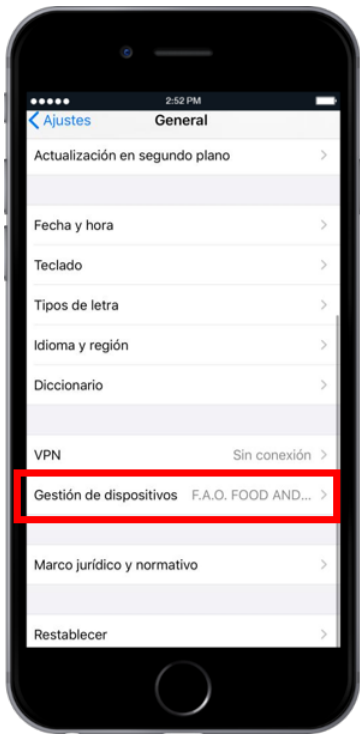 2:52 PM
Ajustes General
Actualización en segundo plano
Fecha y hora
Teclado
Tipos de letra
Idioma y región
Diccionario
VPN Sin conexión
Gestión de dispositivos F.A.O. FOOD AND...
Marco jurídico y normativo
Restablecer